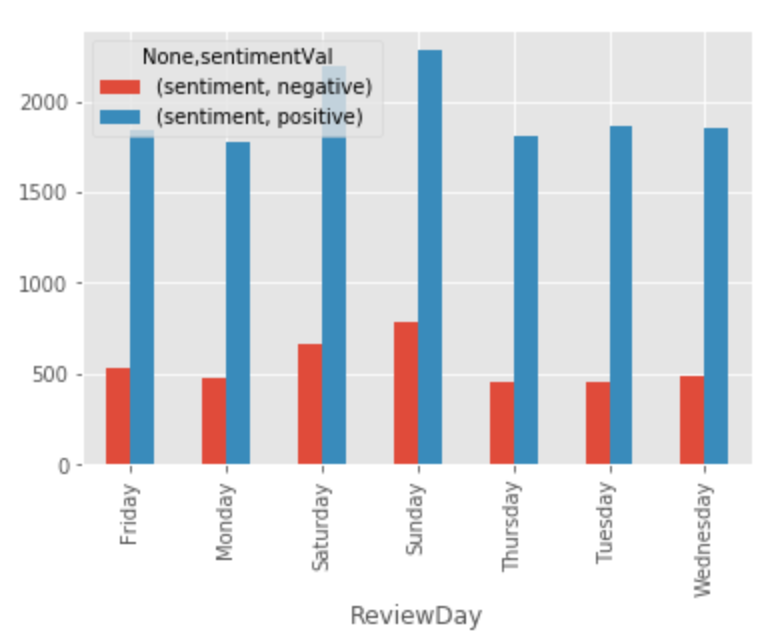 None,sentimentVal
(sentiment, negative)
(sentiment, positive)
2000
1500
1000
500
0
Friday
Monday
Saturday
Sunday
Thursday
Tuesday
Wednesday
ReviewDay